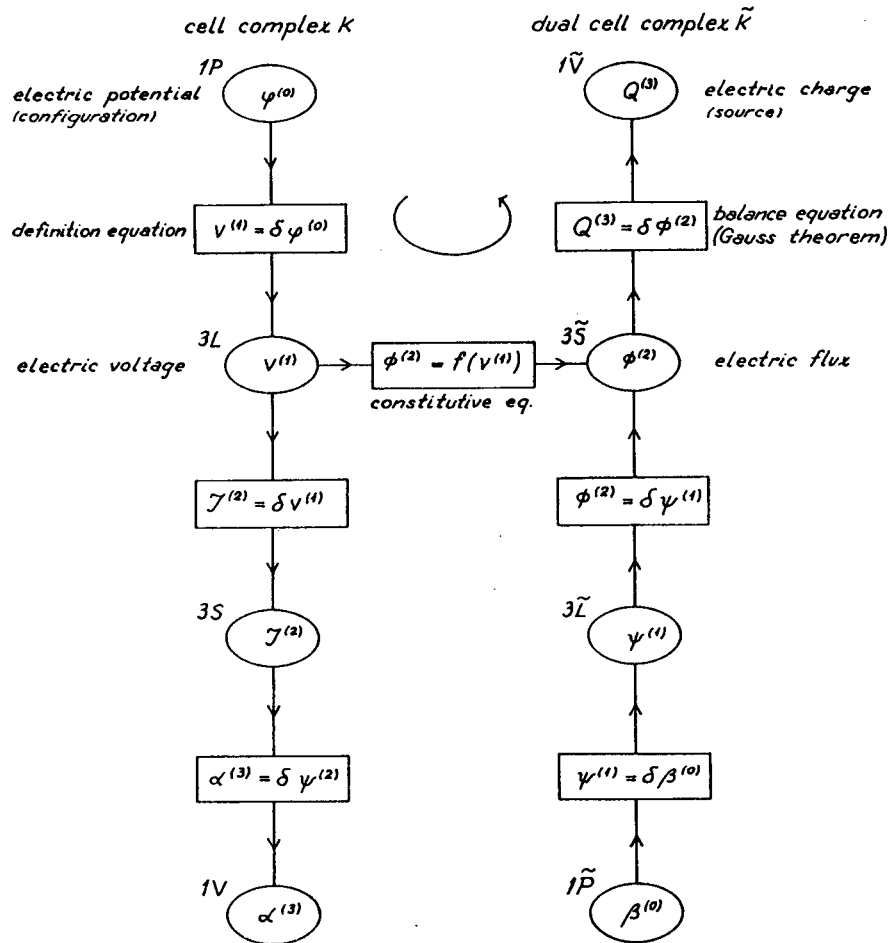 cell complex K
dual cell complex K̃
1P
1Ṽ
electric potential
(configuration)
φ⁽⁰⁾
Q⁽³⁾
electric charge
(source)
definition equation
V⁽¹⁾ = δ φ⁽⁰⁾
Q⁽³⁾ = δ ϕ⁽²⁾
balance equation
(Gauss theorem)
3L
3S̃
electric voltage
V⁽¹⁾
ϕ⁽²⁾ = f(V⁽¹⁾)
constitutive eq.
ϕ⁽²⁾
electric flux
𝒥⁽²⁾ = δ V⁽¹⁾
ϕ⁽²⁾ = δ ψ⁽¹⁾
3S
3L̃
𝒥⁽²⁾
ψ⁽¹⁾
α⁽³⁾ = δ ψ⁽²⁾
ψ⁽¹⁾ = δ β⁽⁰⁾
1V
1P̃
α⁽³⁾
β⁽⁰⁾